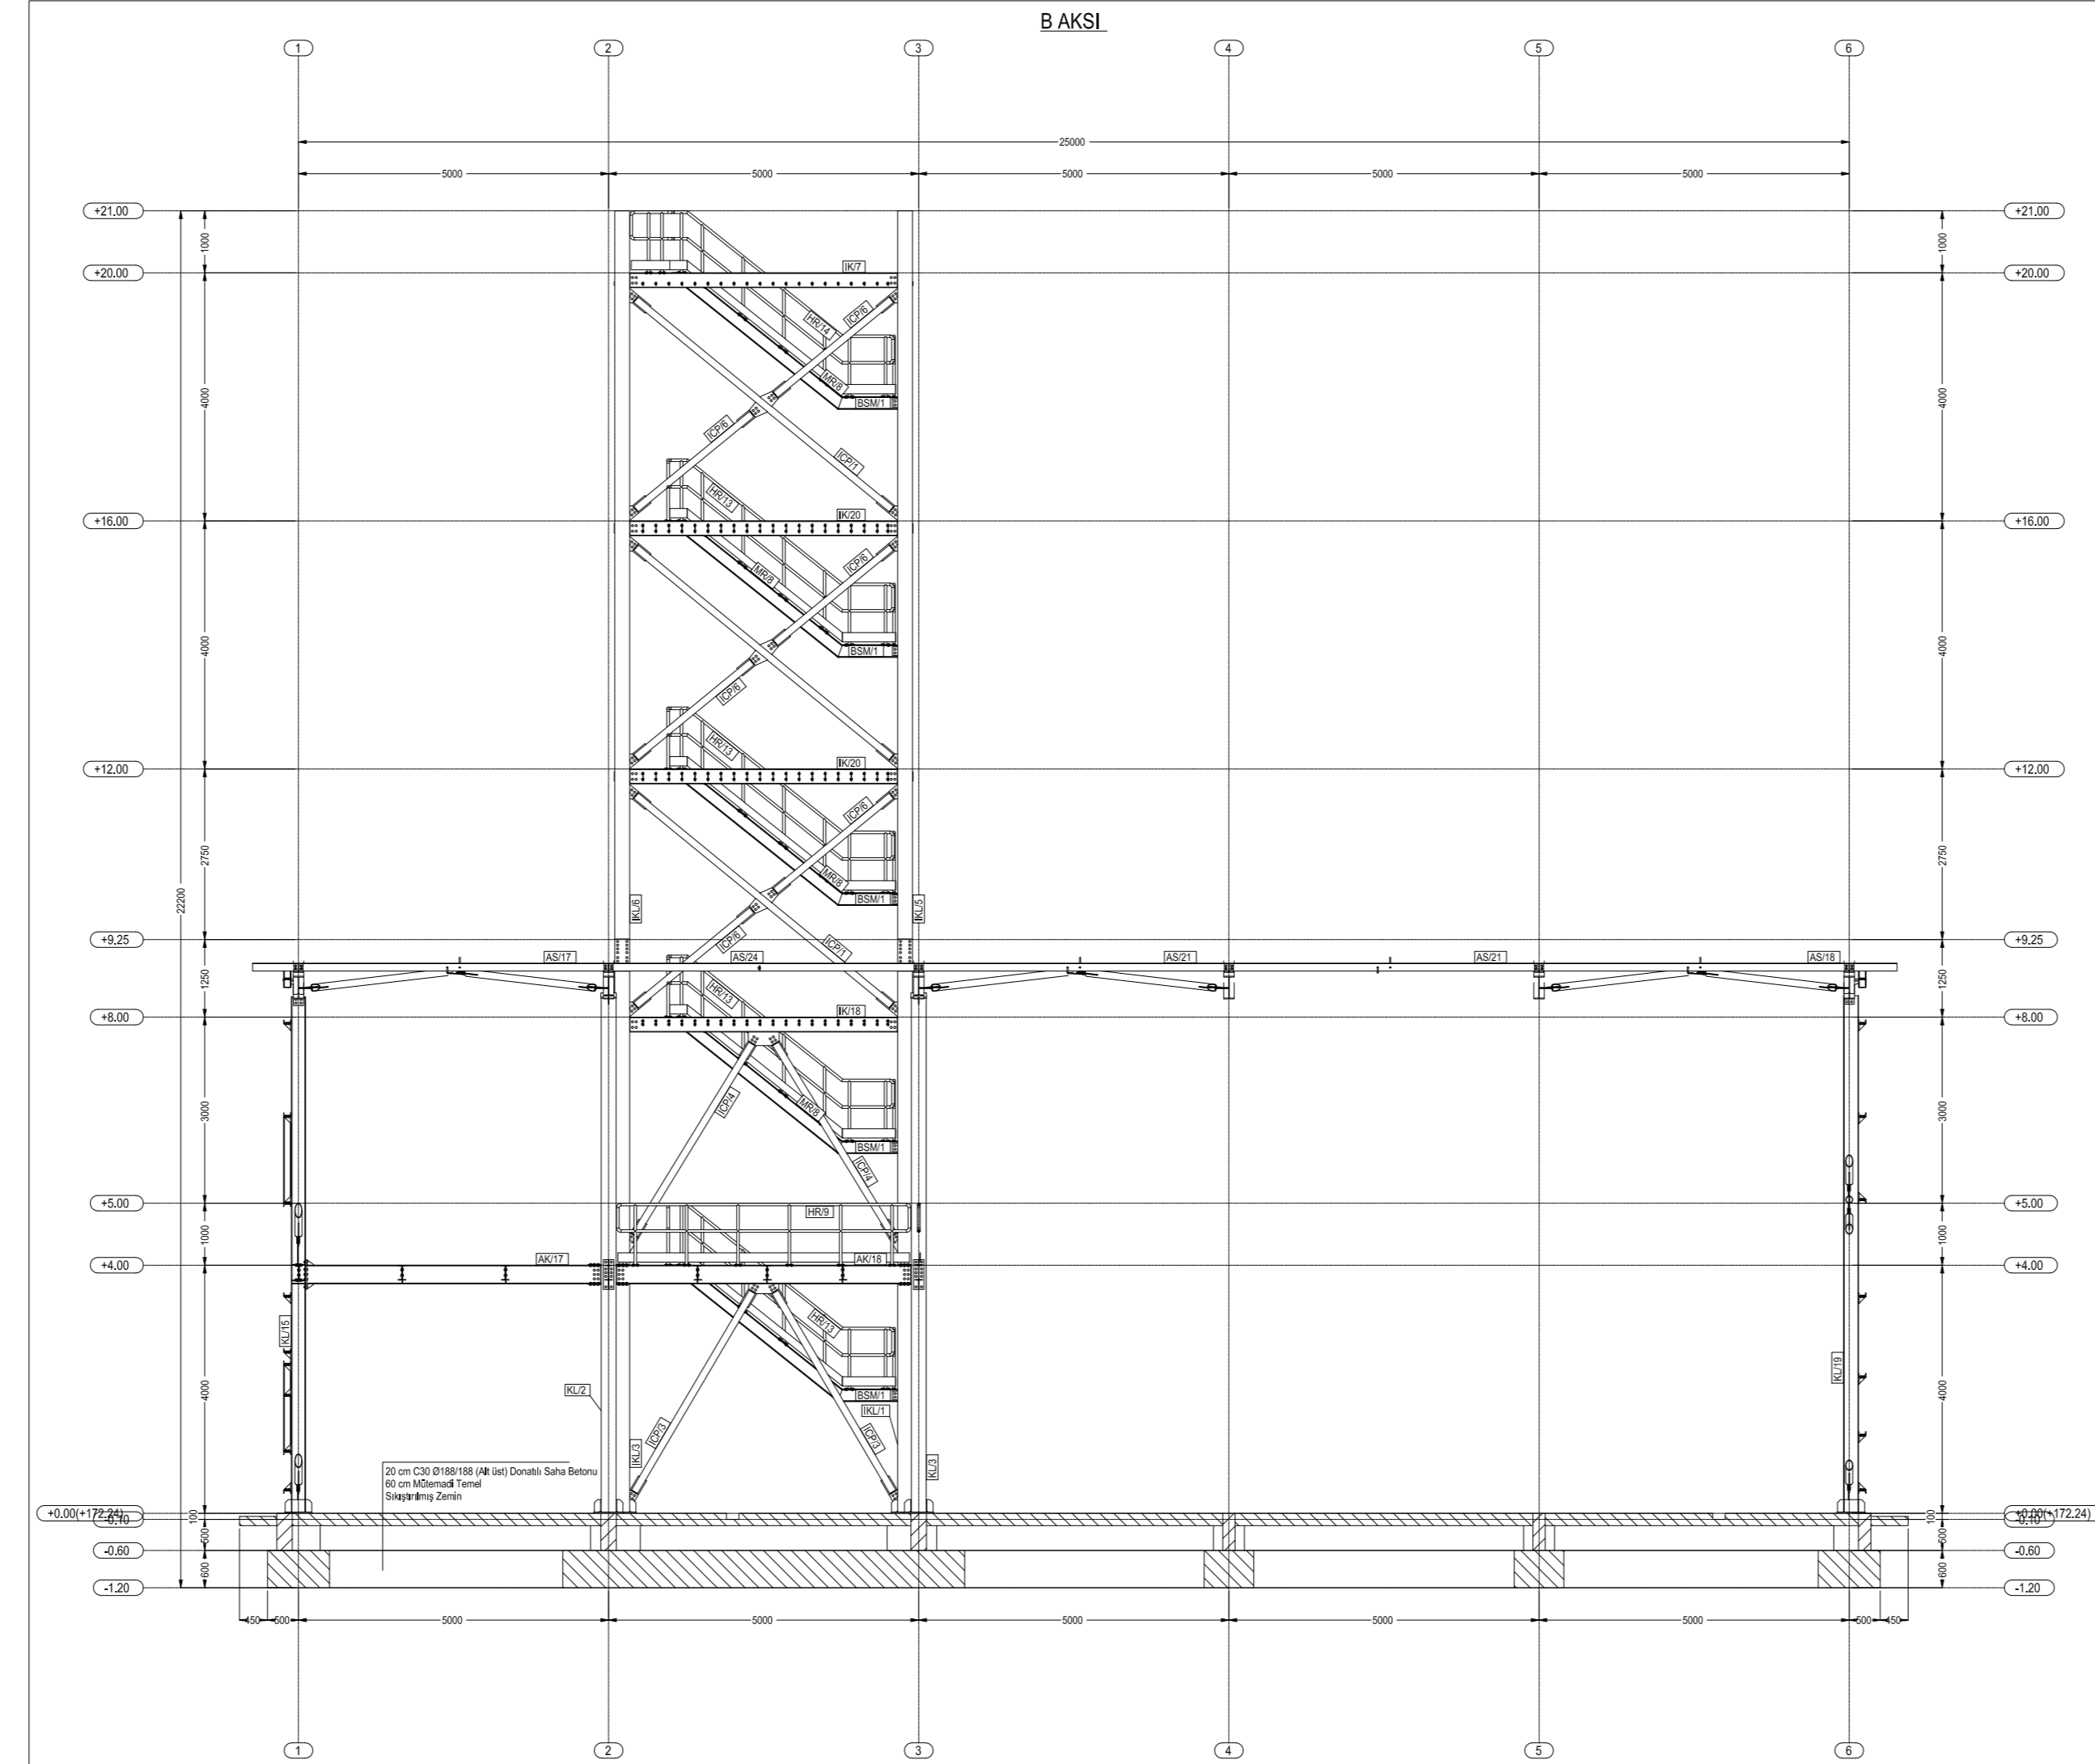 B AKSI
1 2 3 4 5 6
25000
5000 5000 5000 5000 5000
+21.00 +21.00
1000 1000
+20.00 IK/7 +20.00
HR/14 ICP/6
4000 MR/8 4000
BSM/1
ICP/6
ICP/1
HR/13
+16.00 IK/20 +16.00
ICP/6
MR/8
4000 4000
BSM/1
ICP/6
HR/13
+12.00 IK/20 +12.00
ICP/6
2750 2750
MR/8
22200 BSM/1
IKL/6 IKL/5
+9.25 ICP/6 ICP/1 +9.25
AS/17 AS/24 AS/21 AS/21 AS/18
1250 1250
HR/13
+8.00 IK/18 +8.00
3000 ICP/4 MR/8 3000
BSM/1
ICP/4
+5.00 +5.00
HR/9
1000 1000
AK/17 AK/18
+4.00 +4.00
KL/15 HR/13
KL/19
4000 KL/2 BSM/1 4000
IKL/1
ICP/3 ICP/3
IKL/3 KL/3
20 cm C30 Ø188/188 (Alt üst) Donatılı Saha Betonu
60 cm Mütemadi Temel
Sıkıştırılmış Zemin
+0.00(+172.24) 100 100 +0.00(+172.24)
-0.10 -0.10
500 500
-0.60 -0.60
600 600
-1.20 -1.20
450 500 5000 5000 5000 5000 5000 500 450
1 2 3 4 5 6